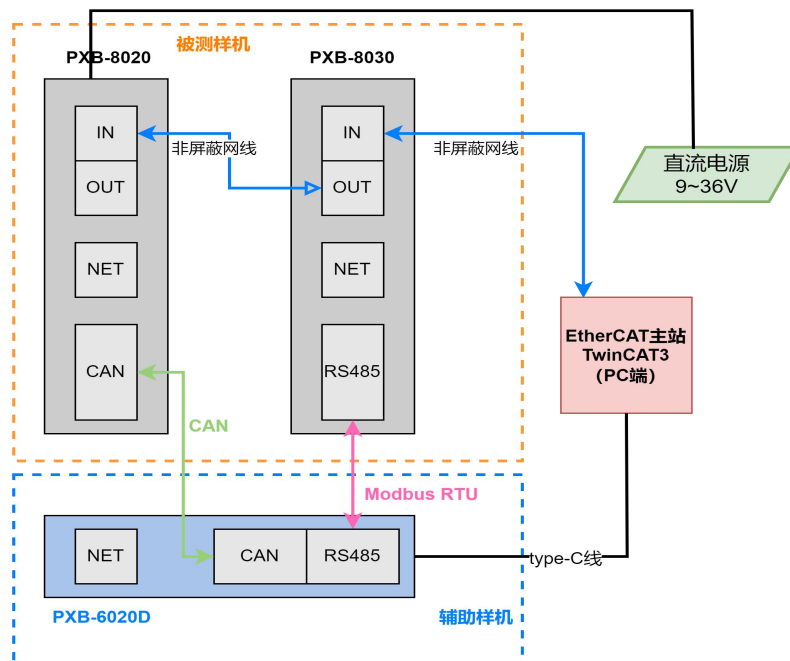 被测样机
PXB-8020
PXB-8030
IN
OUT
NET
CAN
非屏蔽网线
IN
OUT
NET
RS485
非屏蔽网线
直流电源
9~36V
EtherCAT主站
TwinCAT3
（PC端）
CAN
Modbus RTU
NET
CAN
RS485
type-C线
PXB-6020D
辅助样机